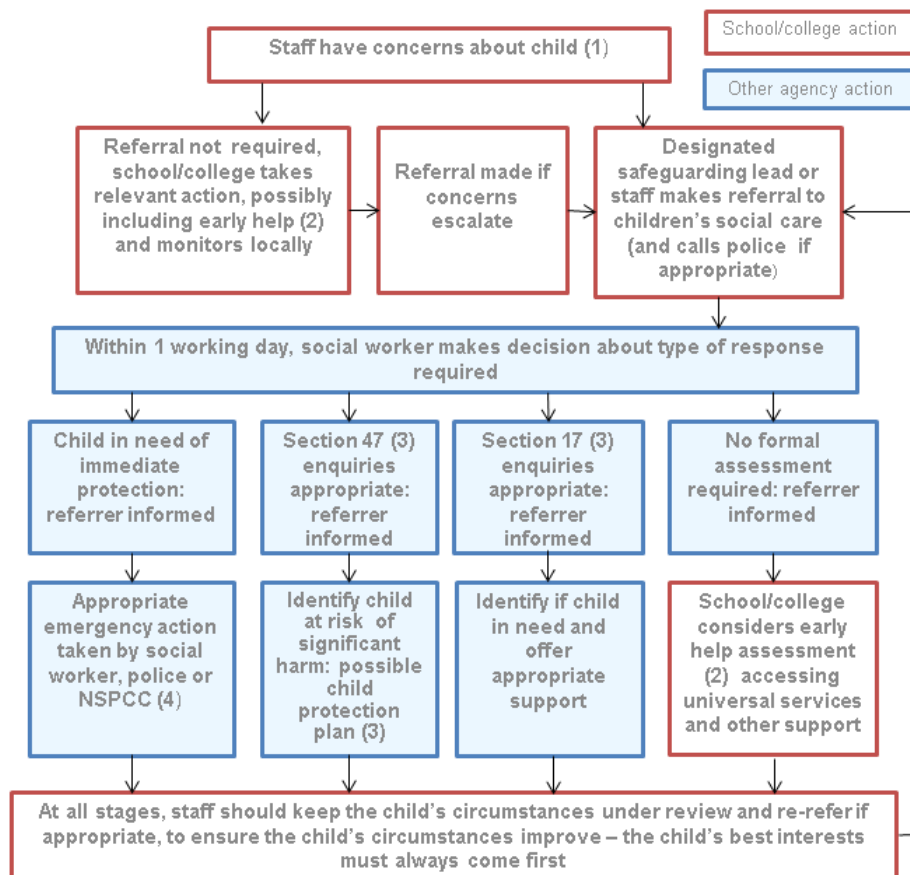 Staff have concerns about child (1)
School/college action
Other agency action
Referral not required,
school/college takes
relevant action, possibly
including early help (2)
and monitors locally
Referral made if
concerns
escalate
Designated
safeguarding lead or
staff makes referral to
children's social care
(and calls police if
appropriate)
Within 1 working day, social worker makes decision about type of response
required
Child in need of
immediate
protection:
referrer informed
Section 47 (3)
enquiries
appropriate:
referrer
informed
Section 17 (3)
enquiries
appropriate:
referrer
informed
No formal
assessment
required: referrer
informed
Appropriate
emergency action
taken by social
worker, police or
NSPCC (4)
Identify child
at risk of
significant
harm: possible
child
protection
plan (3)
Identify if child
in need and
offer
appropriate
support
School/college
considers early
help assessment
(2) accessing
universal services
and other support
At all stages, staff should keep the child's circumstances under review and re-refer if
appropriate, to ensure the child's circumstances improve – the child's best interests
must always come first